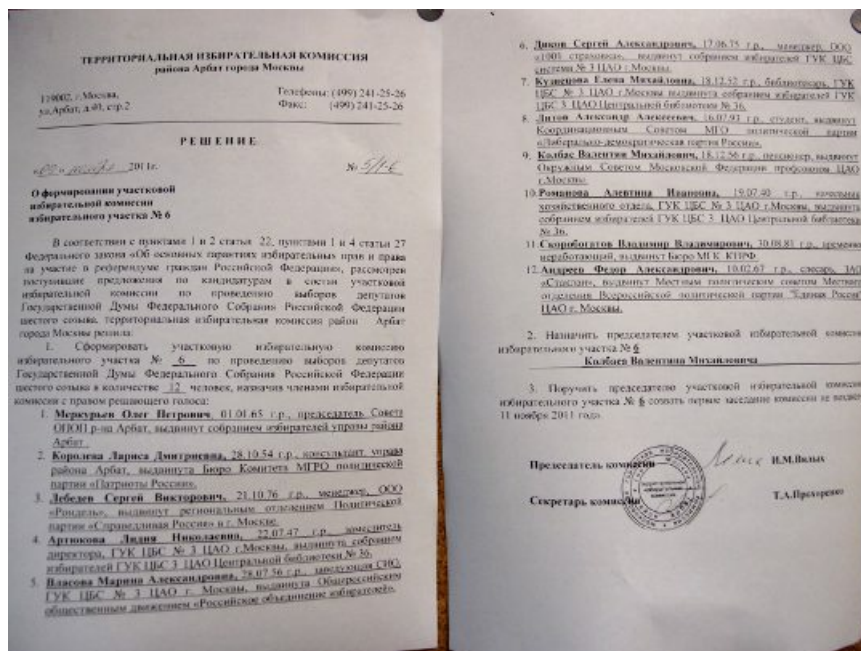 ТЕРРИТОРИАЛЬНАЯ ИЗБИРАТЕЛЬНАЯ КОМИССИЯ
района Арбат города Москвы
119002, г.Москва,
ул.Арбат, д.43, стр.2
Телефоны: (499) 241-25-26
Факс: (499) 241-25-26
РЕШЕНИЕ
2011г.
№ 5/1-6
О формировании участковой
избирательной комиссии
избирательного участка № 6
В соответствии с пунктами 1 и 2 статьи 22, пунктами 1 и 4 статьи 27
Федерального закона «Об основных гарантиях избирательных прав и права
на участие в референдуме граждан Российской Федерации», рассмотрев
поступившие предложения по кандидатурам в состав участковой
избирательной комиссии по проведению выборов депутатов
Государственной Думы Федерального Собрания Российской Федерации
шестого созыва, территориальная избирательная комиссия район Арбат
города Москвы решила:
1. Сформировать участковую избирательную комиссию
избирательного участка № 6 по проведению выборов депутатов
Государственной Думы Федерального Собрания Российской Федерации
шестого созыва в количестве 12 человек, назначив членами избирательной
комиссии с правом решающего голоса:
1. Меркурьев Олег Петрович, 01.01.65 г.р., председатель Совета
ОПОП р-на Арбат, выдвинут собранием избирателей управы района
Арбат
2. Королева Лариса Дмитриевна, 28.10.54 г.р., консультант, управа
района Арбат, выдвинута Бюро Комитета МГРО политической
партии «Патриоты России».
3. Лебедев Сергей Викторович, 21.10.76 г.р., менеджер, ООО
«Рондель», выдвинут региональным отделением Политической
партии «Справедливая Россия» в г. Москве.
4. Артюкова Лидия Николаевна, 22.07.47 г.р., заместитель
директора, ГУК ЦБС № 3 ЦАО г.Москвы, выдвинута собранием
избирателей ГУК ЦБС 3 ЦАО Центральной библиотеки № 36.
5. Власова Марина Александровна, 28.07.56 г.р., заведующая СИО,
ГУК ЦБС № 3 ЦАО г. Москвы, выдвинута Общероссийским
общественным движением «Российское объединение избирателей».
6. Диков Сергей Александрович, 17.06.75 г.р., менеджер, ООО
«1001 страховка», выдвинут собранием избирателей ГУК ЦБС
системы № 3 ЦАО г.Москвы.
7. Кузнецова Елена Михайловна, 18.12.52 г.р., библиотекарь, ГУК
ЦБС № 3 ЦАО г.Москвы выдвинута собранием избирателей ГУК
ЦБС 3 ЦАО Центральной библиотеки № 36.
8. Литов Александр Алексеевич, 16.07.93 г.р., студент, выдвинут
Координационным Советом МГО политической партии
«Либерально-демократическая партия России».
9. Колбас Валентин Михайлович, 18.12.56 г.р., пенсионер, выдвинут
Окружным Советом Московской Федерации профсоюзов ЦАО
г.Москвы
10. Романова Алевтина Ивановна, 19.07.40 г.р., начальник
хозяйственного отдела, ГУК ЦБС № 3 ЦАО г.Москвы, выдвинута
собранием избирателей ГУК ЦБС 3 ЦАО Центральной библиотеки
№ 36.
11. Скоробогатов Владимир Владимирович, 30.08.81 г.р., временно
неработающий, выдвинут Бюро МГК КПРФ.
12. Андреев Федор Александрович, 10.02.67 г.р., слесарь, ЗАО
выдвинут Местным политическим советом Местного
отделения Всероссийской политической партии "Единая Россия"
ЦАО г. Москвы.
2. Назначить председателем участковой избирательной комиссии
избирательного участка № 6
Колбаса Валентина Михайловича
3. Поручить председателю участковой избирательной комиссии
избирательного участка № 6 созвать первое заседание комиссии не позднее
11 ноября 2011 года.
Председатель комиссии И.М.Вилых
Секретарь комиссии Т.А.Прохоренко